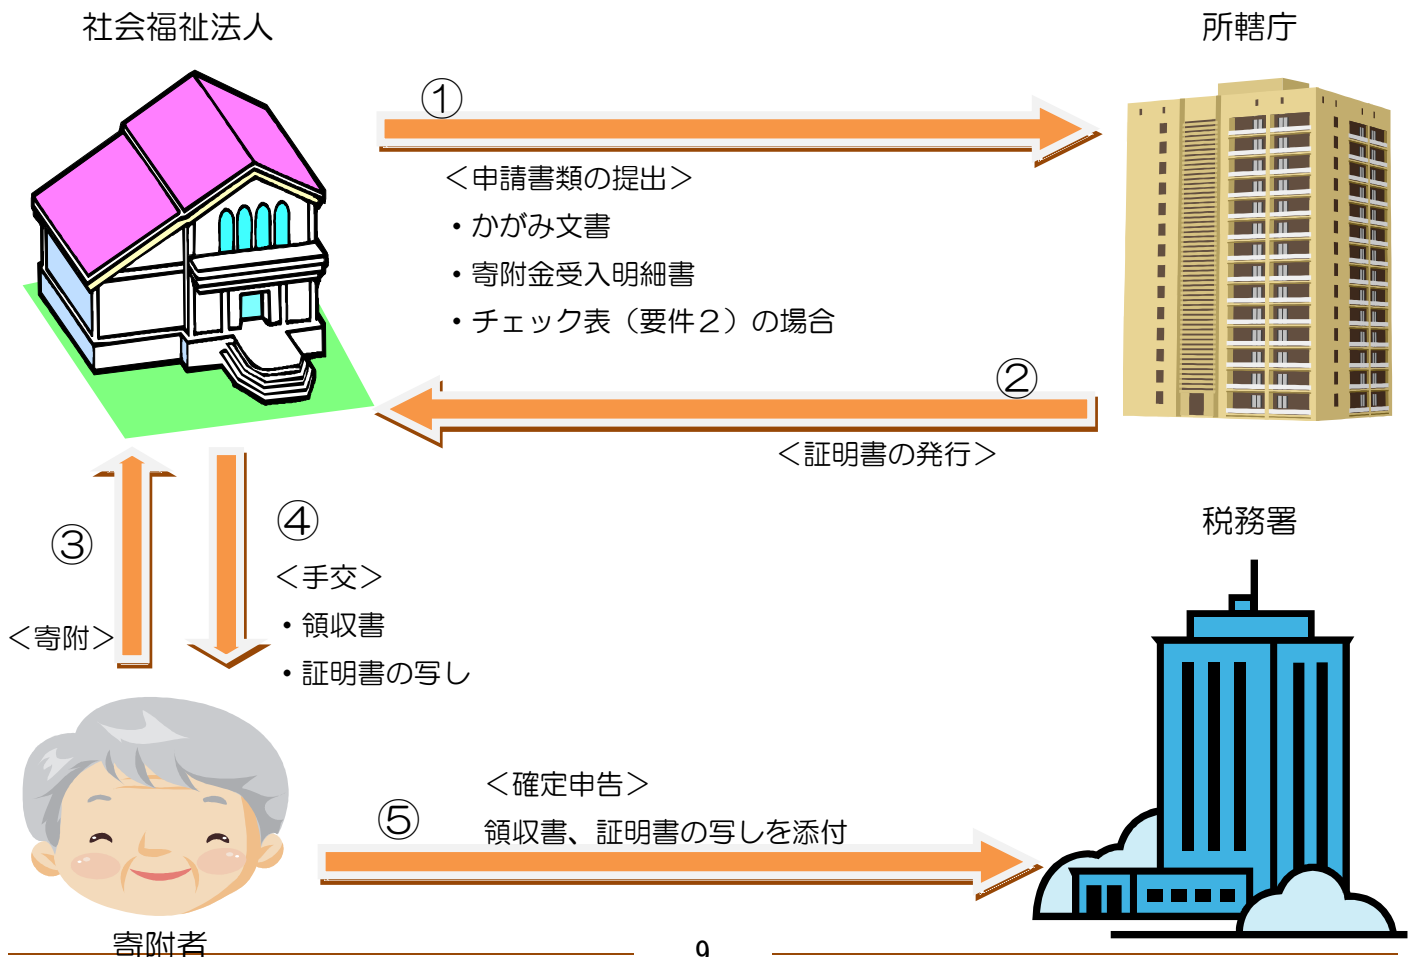 社会福祉法人
所轄庁
①
＜申請書類の提出＞
・かがみ文書
・寄附金受入明細書
・チェック表（要件２）の場合
②
＜証明書の発行＞
③
＜寄附＞
④
＜手交＞
・領収書
・証明書の写し
税務署
⑤
＜確定申告＞
領収書、証明書の写しを添付
寄附者
9